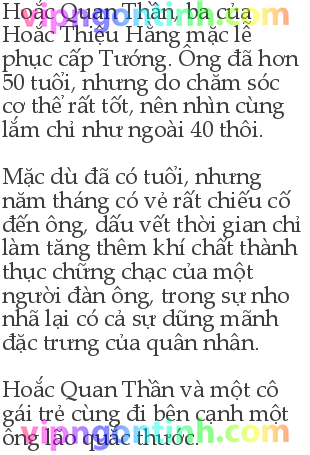 Hoắc Quan Thần, ba của
Hoắc Thiệu Hằng mặc lễ
phục cấp Tướng. Ông đã hơn
50 tuổi, nhưng do chăm sóc
cơ thể rất tốt, nên nhìn cùng
lắm chỉ như ngoài 40 thôi.
Mặc dù đã có tuổi, nhưng
năm tháng có vẻ rất chiếu cố
đến ông, dấu vết thời gian chỉ
làm tăng thêm khí chất thành
thục chững chạc của một
người đàn ông, trong sự nho
nhã lại có cả sự dũng mãnh
đặc trưng của quân nhân.
Hoắc Quan Thần và một cô
gái trẻ cùng đi bên cạnh một
ông lão quắc thước.
vipngontinh.com
vipngontinh.com